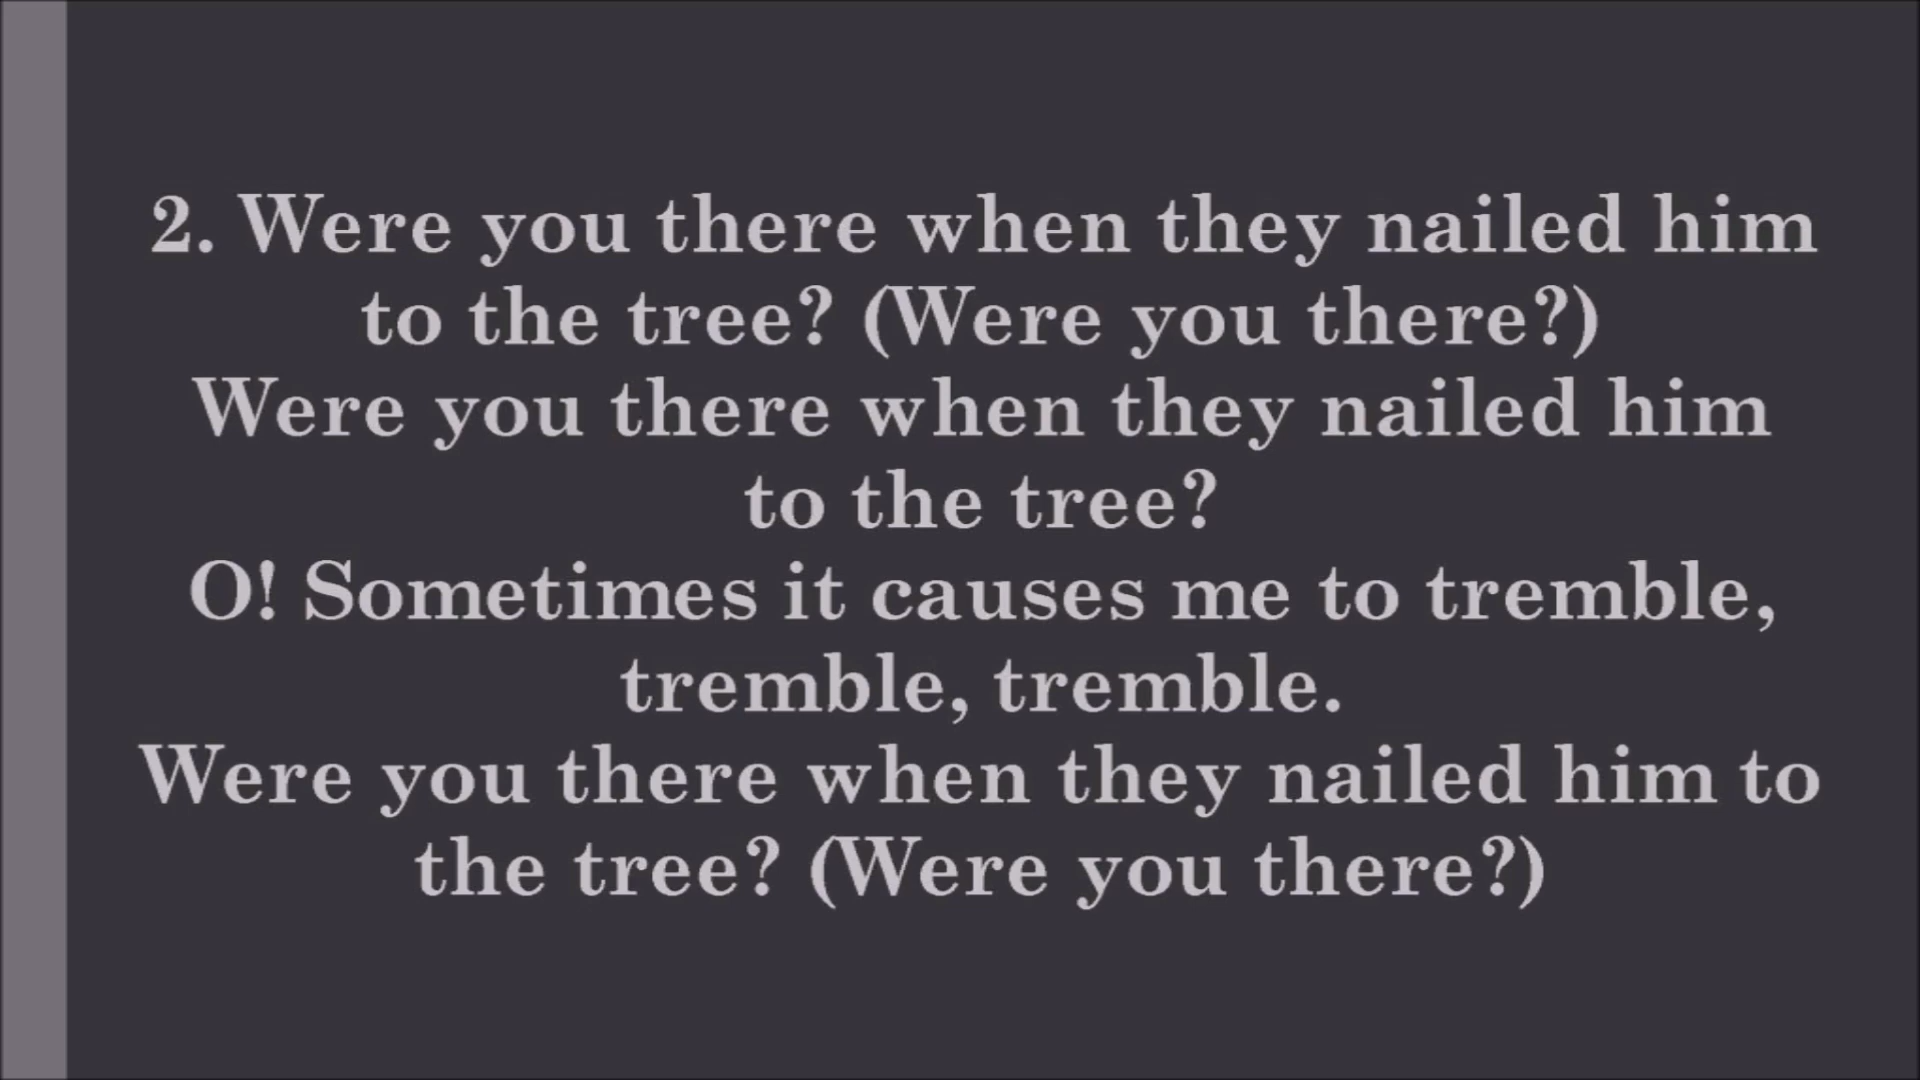 2. Were you there when they nailed him
to the tree? (Were you there?)
Were you there when they nailed him
to the tree?
O! Sometimes it causes me to tremble,
tremble, tremble.
Were you there when they nailed him to
the tree? (Were you there?)